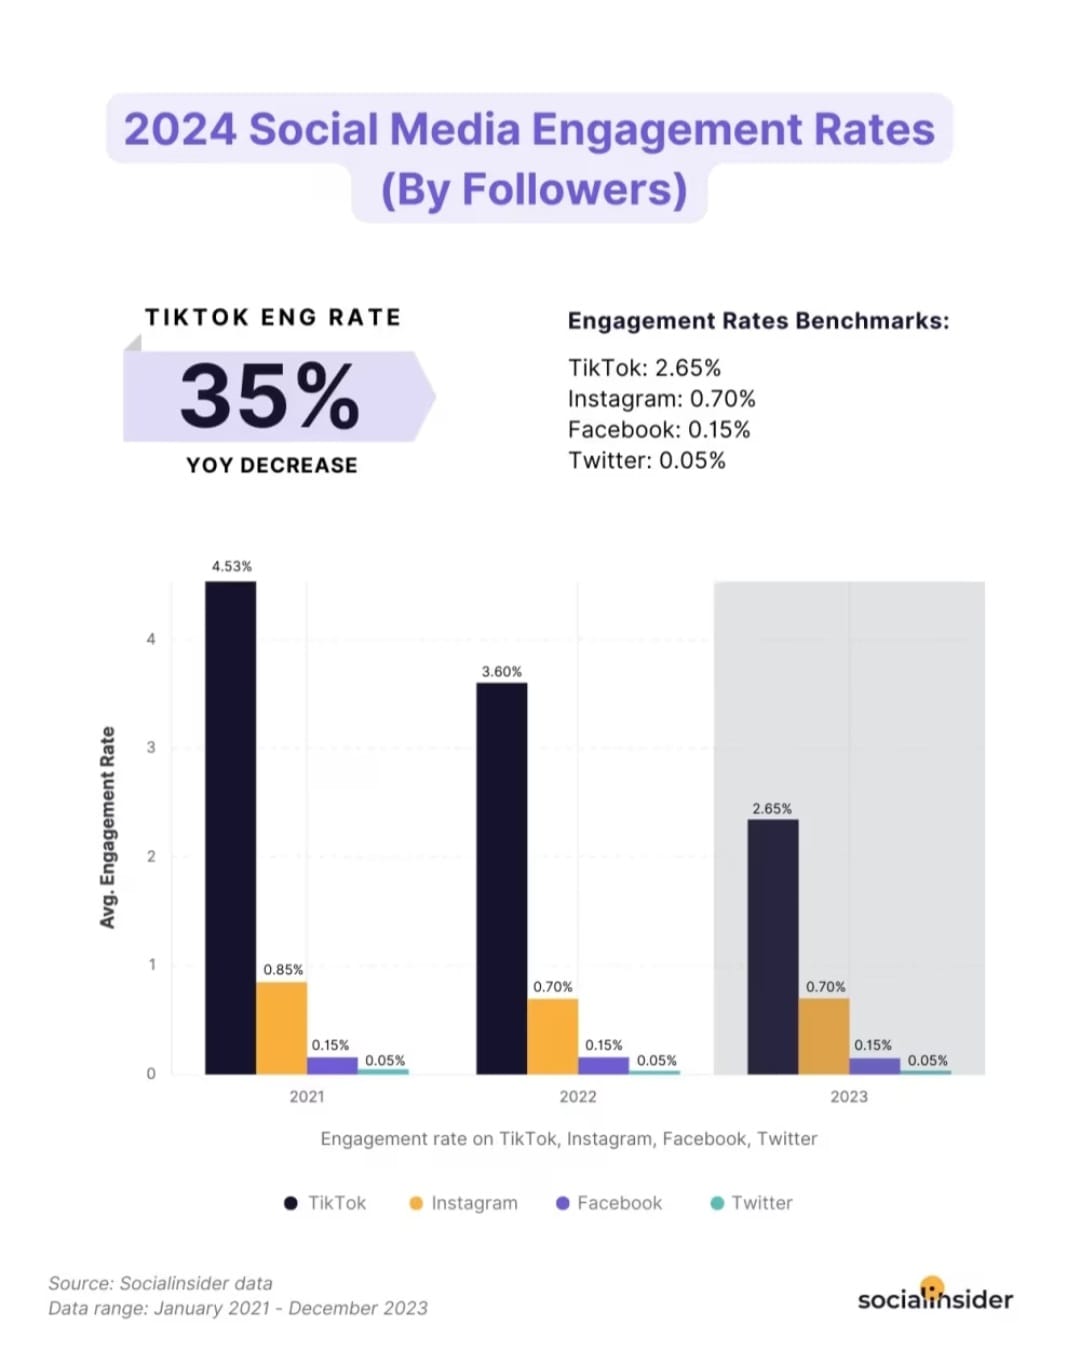 2024 Social Media Engagement Rates
(By Followers)
TIKTOK ENG RATE
35%
YOY DECREASE
Engagement Rates Benchmarks:
TikTok: 2.65%
Instagram: 0.70%
Facebook: 0.15%
Twitter: 0.05%
Avg. Engagement Rate
4
3
2
1
0
4.53%
0.85%
0.15%
0.05%
3.60%
0.70%
0.15%
0.05%
2.65%
0.70%
0.15%
0.05%
2021
2022
2023
Engagement rate on TikTok, Instagram, Facebook, Twitter
TikTok
Instagram
Facebook
Twitter
Source: Socialinsider data
Data range: January 2021 - December 2023
socialinsider